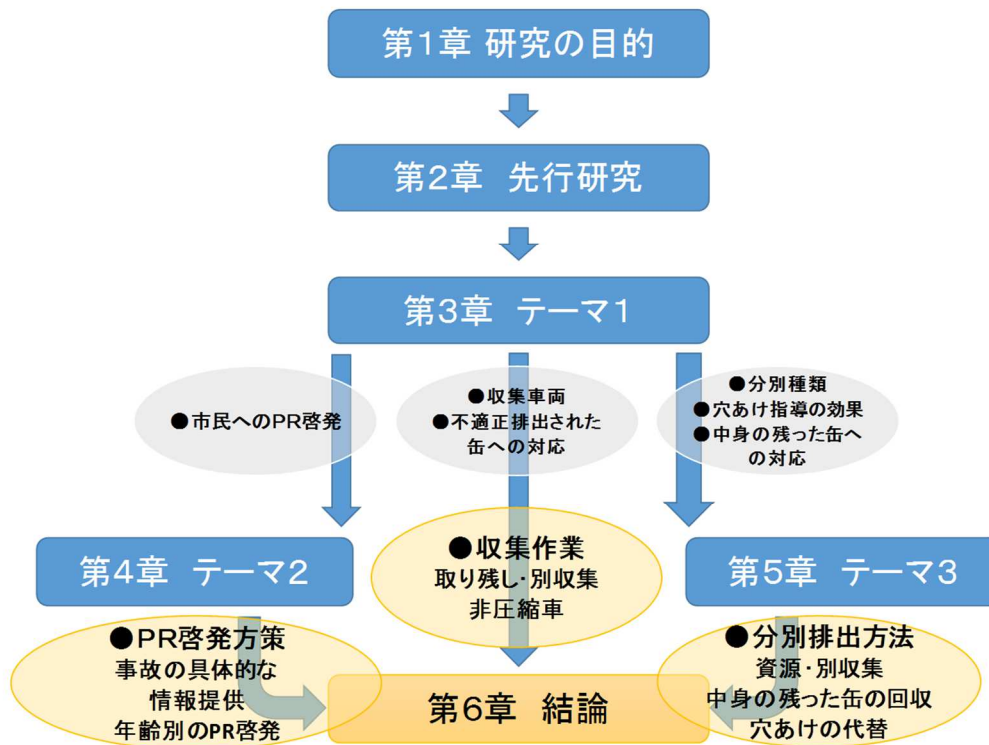 第1章 研究の目的
第2章 先行研究
第3章 テーマ1
●市民へのPR啓発
●収集車両
●不適正排出された
缶への対応
●分別種類
●穴あけ指導の効果
●中身の残った缶へ
の対応
第4章 テーマ2
●収集作業
取り残し・別収集
非圧縮車
第5章 テーマ3
●PR啓発方策
事故の具体的な
情報提供
年齢別のPR啓発
●分別排出方法
資源・別収集
中身の残った缶の回収
穴あけの代替
第6章 結論